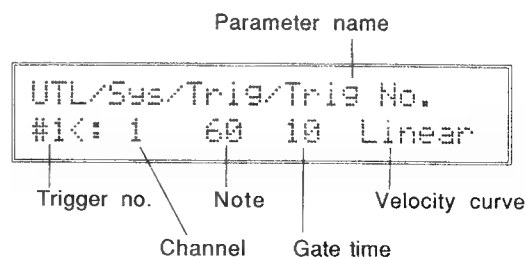 Parameter name
UTL/Sys/Trig/Trig No.
#1<: 1 60 10 Linear
Trigger no. Note Velocity curve
Channel Gate time